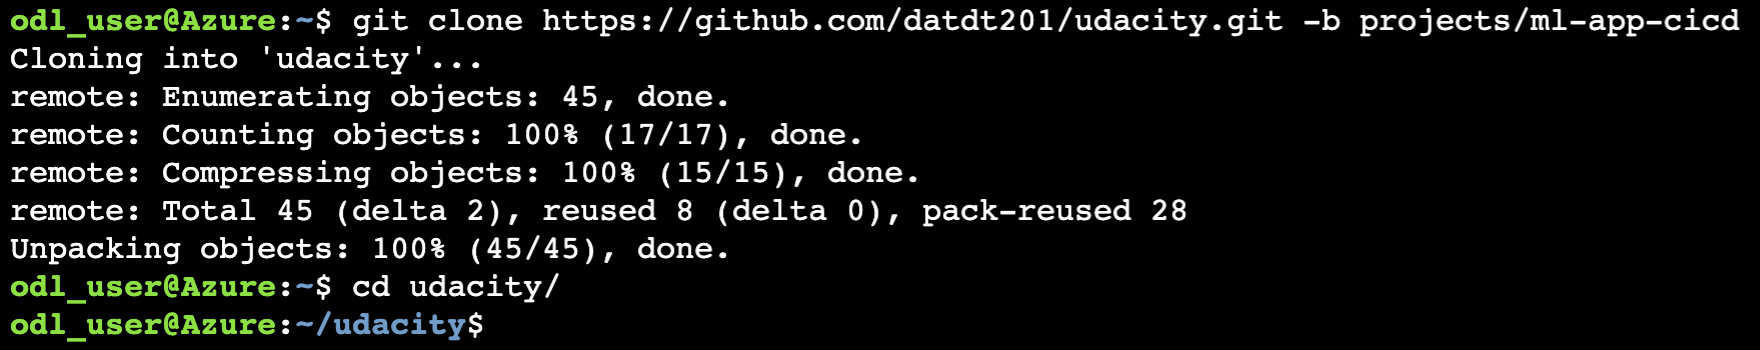 odl_user@Azure:~$ git clone https://github.com/datdt201/udacity.git -b projects/ml-app-cicd
Cloning into 'udacity'...
remote: Enumerating objects: 45, done.
remote: Counting objects: 100% (17/17), done.
remote: Compressing objects: 100% (15/15), done.
remote: Total 45 (delta 2), reused 8 (delta 0), pack-reused 28
Unpacking objects: 100% (45/45), done.
odl_user@Azure:~$ cd udacity/
odl_user@Azure:~/udacity$